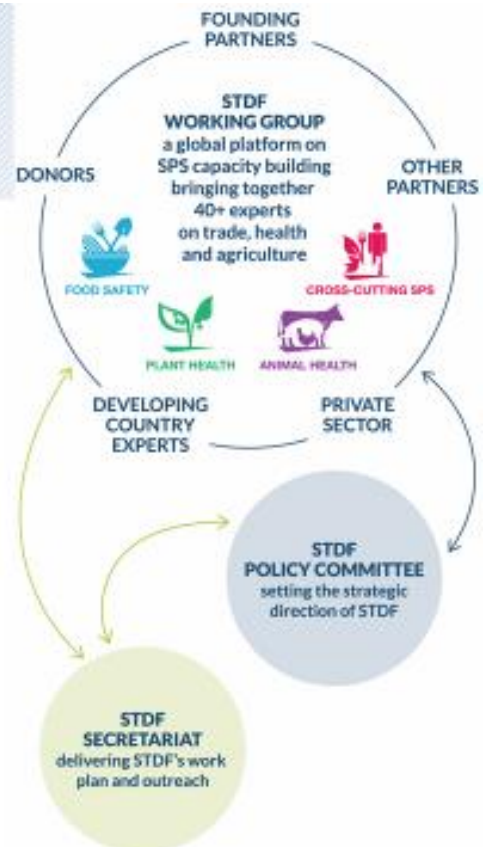 FOUNDING
PARTNERS
STDF
WORKING GROUP
a global platform on
SPS capacity building
bringing together
40+ experts
on trade, health
and agriculture
DONORS
OTHER
PARTNERS
FOOD SAFETY
CROSS-CUTTING SPS
PLANT HEALTH
ANIMAL HEALTH
DEVELOPING
COUNTRY
EXPERTS
PRIVATE
SECTOR
STDF
POLICY COMMITTEE
setting the strategic
direction of STDF
STDF
SECRETARIAT
delivering STDF's work
plan and outreach